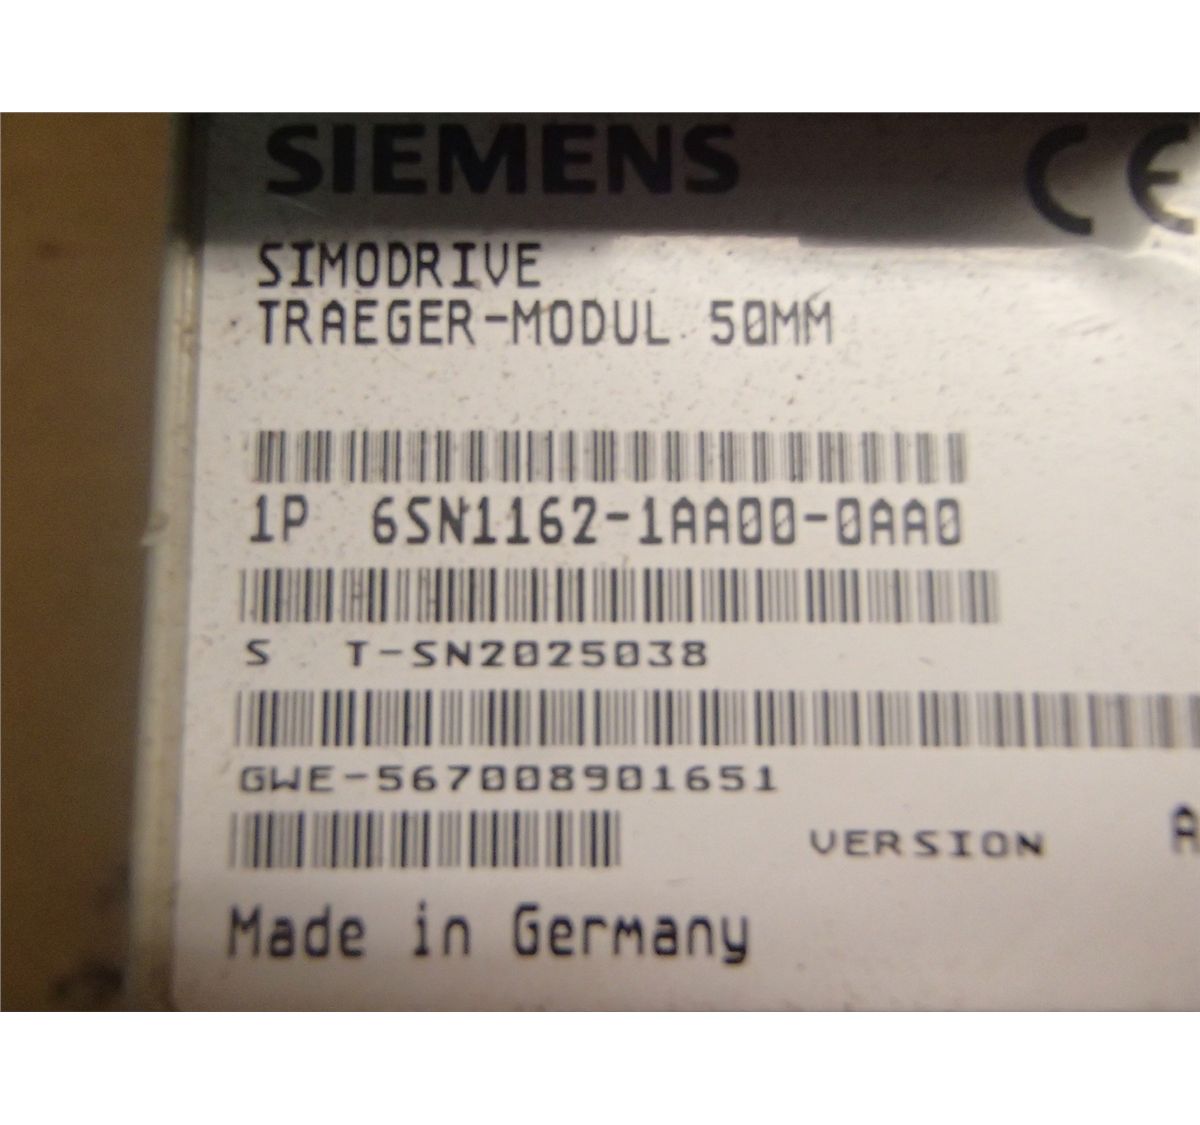 SIEMENS CE
SIMODRIVE
TRAEGER-MODUL 50MM
1P 6SN1162-1AA00-0AA0
S T-SN2025038
GWE-567008901651
VERSION A
Made in Germany